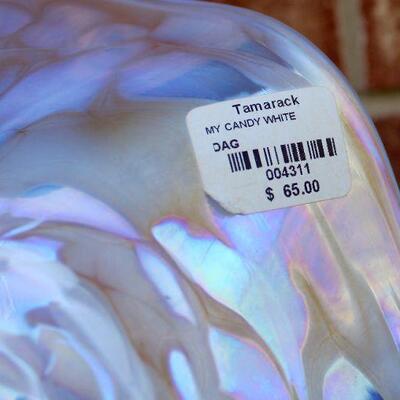 Tamarack
MY CANDY WHITE
DAG
004311
$ 65.00